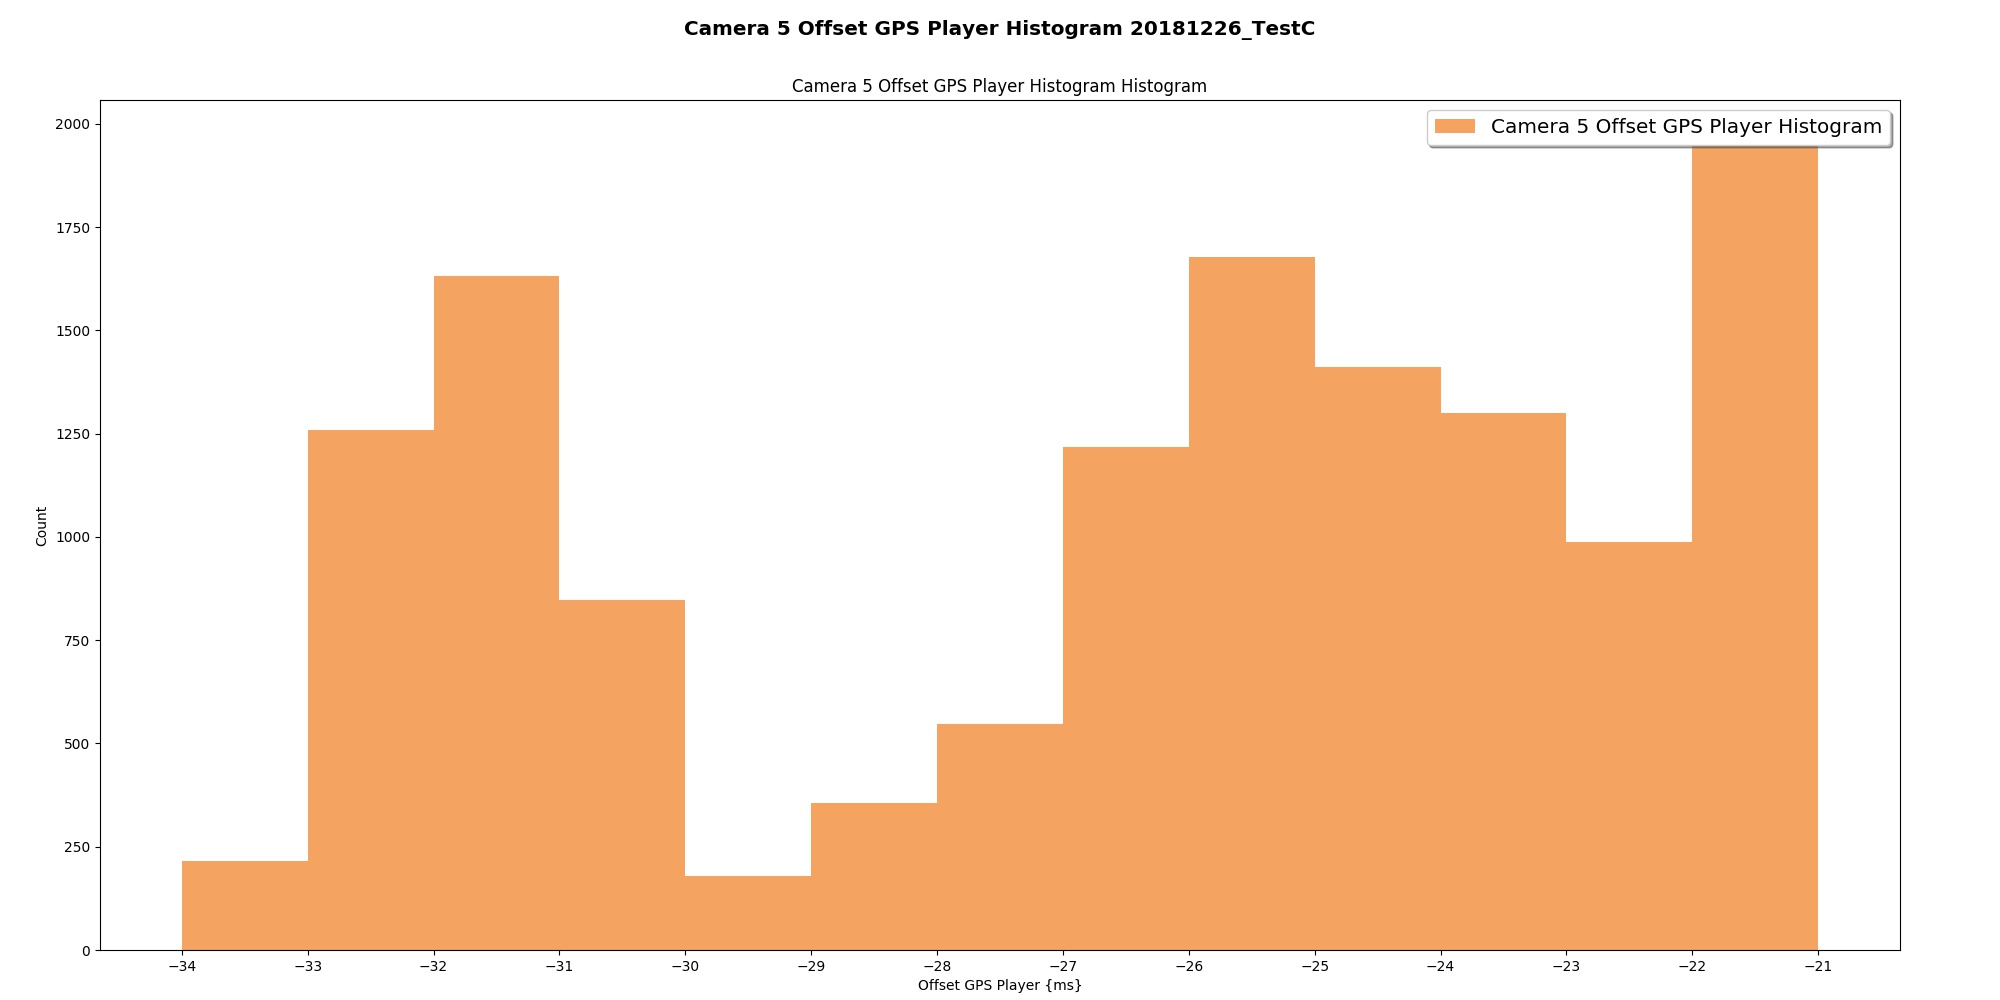 Camera 5 Offset GPS Player Histogram 20181226_TestC
Camera 5 Offset GPS Player Histogram Histogram
Camera 5 Offset GPS Player Histogram
2000
1750
1500
1250
1000
750
500
250
0
Count
−34 −33 −32 −31 −30 −29 −28 −27 −26 −25 −24 −23 −22 −21
Offset GPS Player {ms}